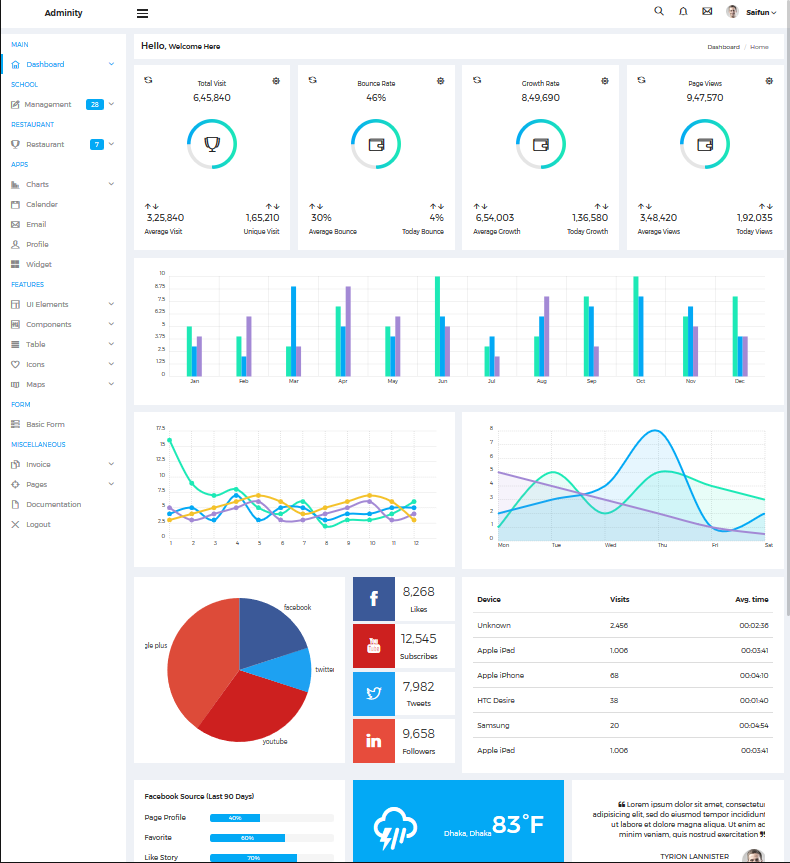 Adminity
Saifun
MAIN
Dashboard
SCHOOL
Management 28
RESTAURANT
Restaurant 7
APPS
Charts
Calender
Email
Profile
Widget
FEATURES
UI Elements
Components
Table
Icons
Maps
FORM
Basic Form
MISCELLANEOUS
Invoice
Pages
Documentation
Logout
Hello, Welcome Here
Dashboard / Home
Total Visit
6,45,840
3,25,840 1,65,210
Average Visit Unique Visit
Bounce Rate
46%
30% 4%
Average Bounce Today Bounce
Growth Rate
8,49,690
6,54,003 1,36,580
Average Growth Today Growth
Page Views
9,47,570
3,48,420 1,92,035
Average Views Today Views
10
8.75
7.5
6.25
5
3.75
2.5
1.25
0
Jan Feb Mar Apr May Jun Jul Aug Sep Oct Nov Dec
17.5
15
12.5
10
7.5
5
2.5
0
1 2 3 4 5 6 7 8 9 10 11 12
8
7
6
5
4
3
2
1
0
Mon Tue Wed Thu Fri Sat
facebook
gle plus
twitte
youtube
8,268
Likes
You Tube
12,545
Subscribes
7,982
Tweets
in
9,658
Followers
Device Visits Avg. time
Unknown 2.456 00:02:36
Apple iPad 1.006 00:03:41
Apple iPhone 68 00:04:10
HTC Desire 38 00:01:40
Samsung 20 00:04:54
Apple iPad 1.006 00:03:41
Facebook Source (Last 90 Days)
Page Profile 40%
Favorite 60%
Like Story 70%
Dhaka, Dhaka 83°F
❝ Lorem ipsum dolor sit amet, consectetur
adipisicing elit, sed do eiusmod tempor incididunt
ut labore et dolore magna aliqua. Ut enim ad
minim veniam, quis nostrud exercitation ❞
TYRION LANNISTER